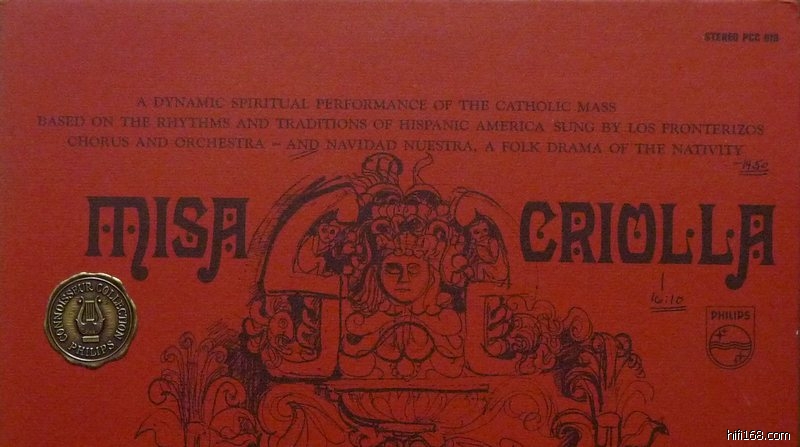 STEREO PCC 619
A DYNAMIC SPIRITUAL PERFORMANCE OF THE CATHOLIC MASS
BASED ON THE RHYTHMS AND TRADITIONS OF HISPANIC AMERICA SUNG BY LOS FRONTERIZOS
CHORUS AND ORCHESTRA – AND NAVIDAD NUESTRA, A FOLK DRAMA OF THE NATIVITY
MISA CRIOLLA
16:10
CONNOISSEUR COLLECTION
PHILIPS
PHILIPS
hifi168.com